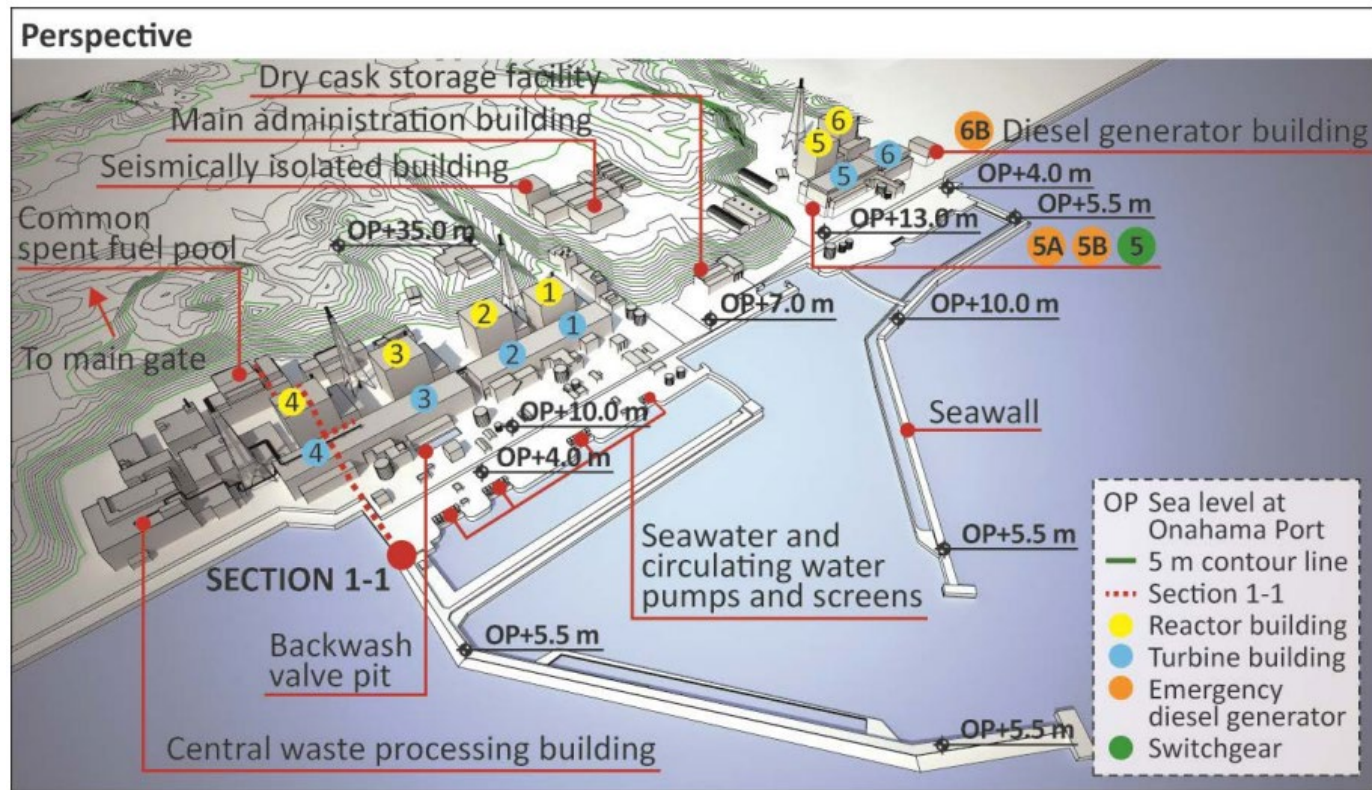 Perspective
Dry cask storage facility
Main administration building
Seismically isolated building
Common
spent fuel pool
To main gate
OP+35.0 m
6
5
6
5
6B Diesel generator building
OP+4.0 m
OP+5.5 m
OP+13.0 m
5A 5B 5
OP+7.0 m
OP+10.0 m
1
2
1
2
3
3
4
4
OP+10.0 m
OP+4.0 m
Seawall
OP+5.5 m
SECTION 1-1
Seawater and
circulating water
pumps and screens
Backwash
valve pit
OP+5.5 m
Central waste processing building
OP+5.5 m
OP Sea level at
Onahama Port
5 m contour line
Section 1-1
Reactor building
Turbine building
Emergency
diesel generator
Switchgear